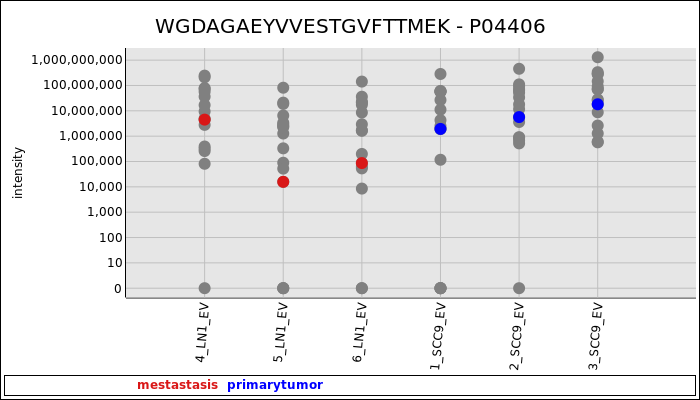 WGDAGAEYVVESTGVFTTMEK - P04406
1,000,000,000
100,000,000
10,000,000
1,000,000
100,000
10,000
1,000
100
10
0
intensity
4_LN1_EV
5_LN1_EV
6_LN1_EV
1_SCC9_EV
2_SCC9_EV
3_SCC9_EV
mestastasis primarytumor